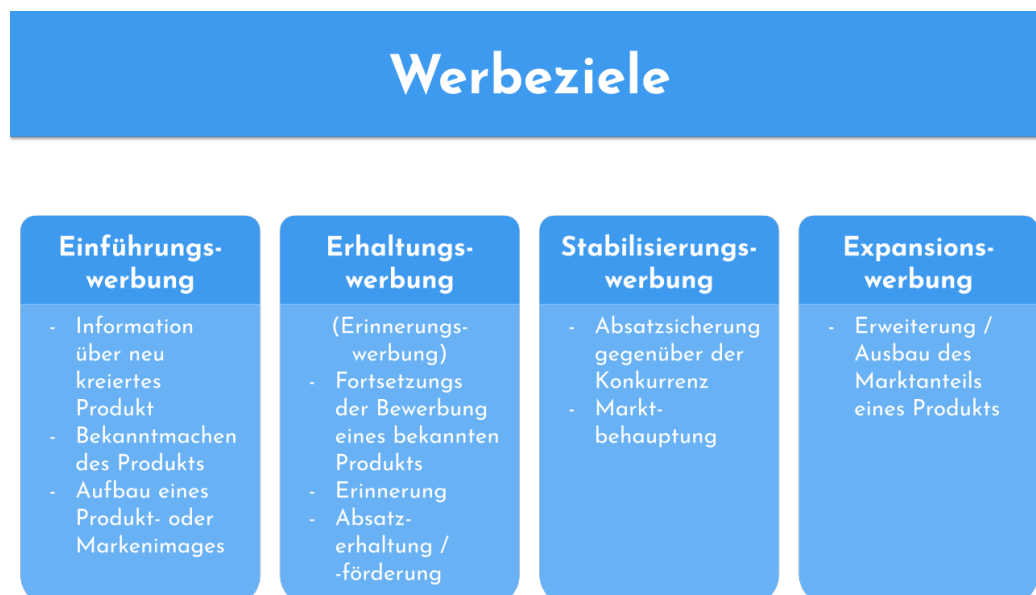 Werbeziele
Einführungs-
werbung
- Information
über neu
kreiertes
Produkt
- Bekanntmachen
des Produkts
- Aufbau eines
Produkt- oder
Markenimages
Erhaltungs-
werbung
(Erinnerungs-
werbung)
- Fortsetzungs
der Bewerbung
eines bekannten
Produkts
- Erinnerung
- Absatz-
erhaltung /
-förderung
Stabilisierungs-
werbung
- Absatzsicherung
gegenüber der
Konkurrenz
- Markt-
behauptung
Expansions-
werbung
- Erweiterung /
Ausbau des
Marktanteils
eines Produkts